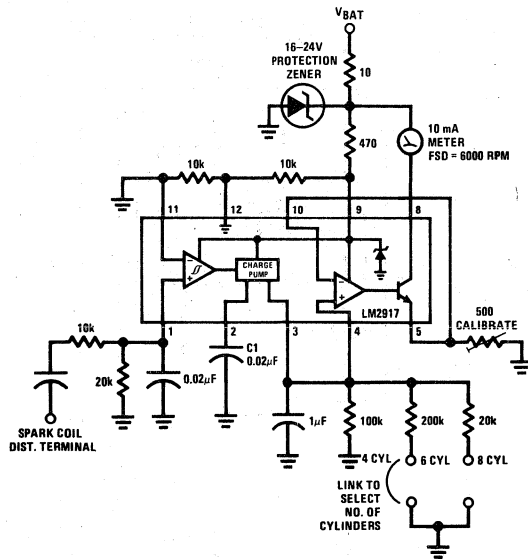 VBAT
16–24V
PROTECTION
ZENER
10
470
10 mA
METER
FSD = 6000 RPM
10k
10k
11
12
10
9
8
CHARGE
PUMP
LM2917
1
2
3
4
5
500
CALIBRATE
10k
20k
0.02μF
C1
0.02μF
1μF
100k
200k
20k
SPARK COIL
DIST. TERMINAL
4 CYL
6 CYL
8 CYL
LINK TO
SELECT
NO. OF
CYLINDERS